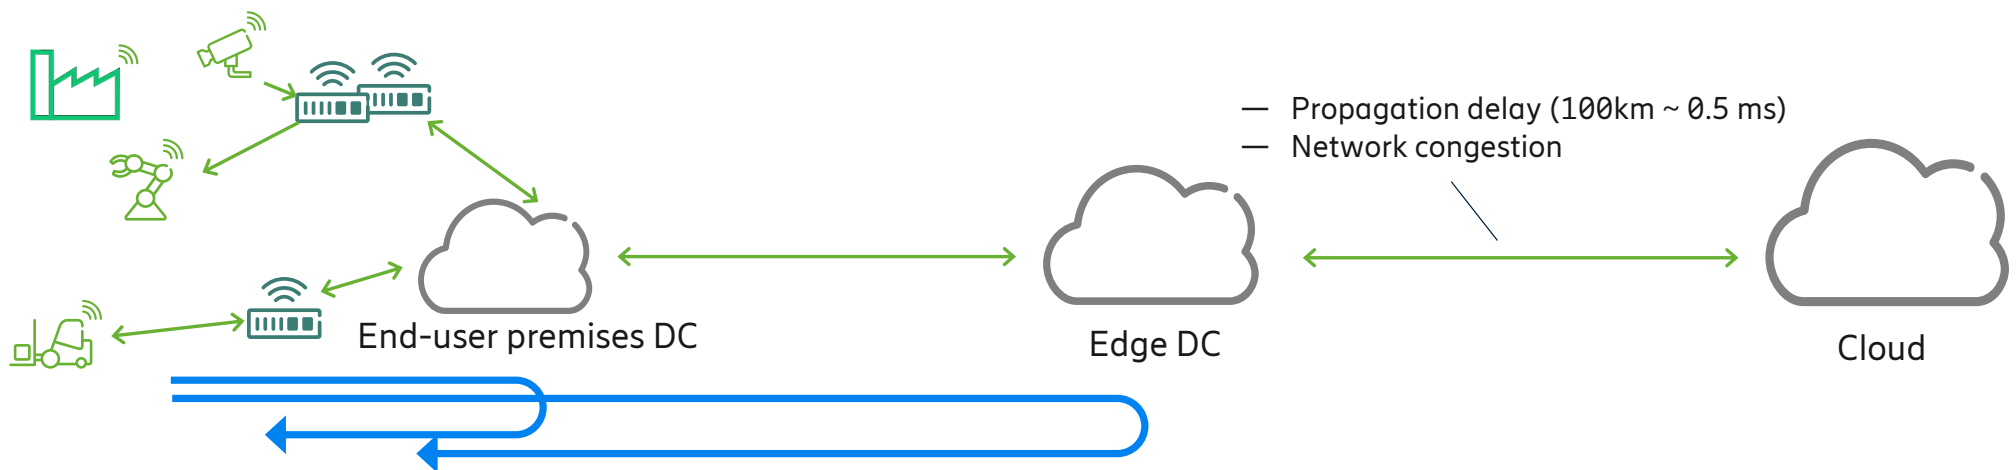 — Propagation delay (100km ~ 0.5 ms)
— Network congestion
End-user premises DC
Edge DC
Cloud